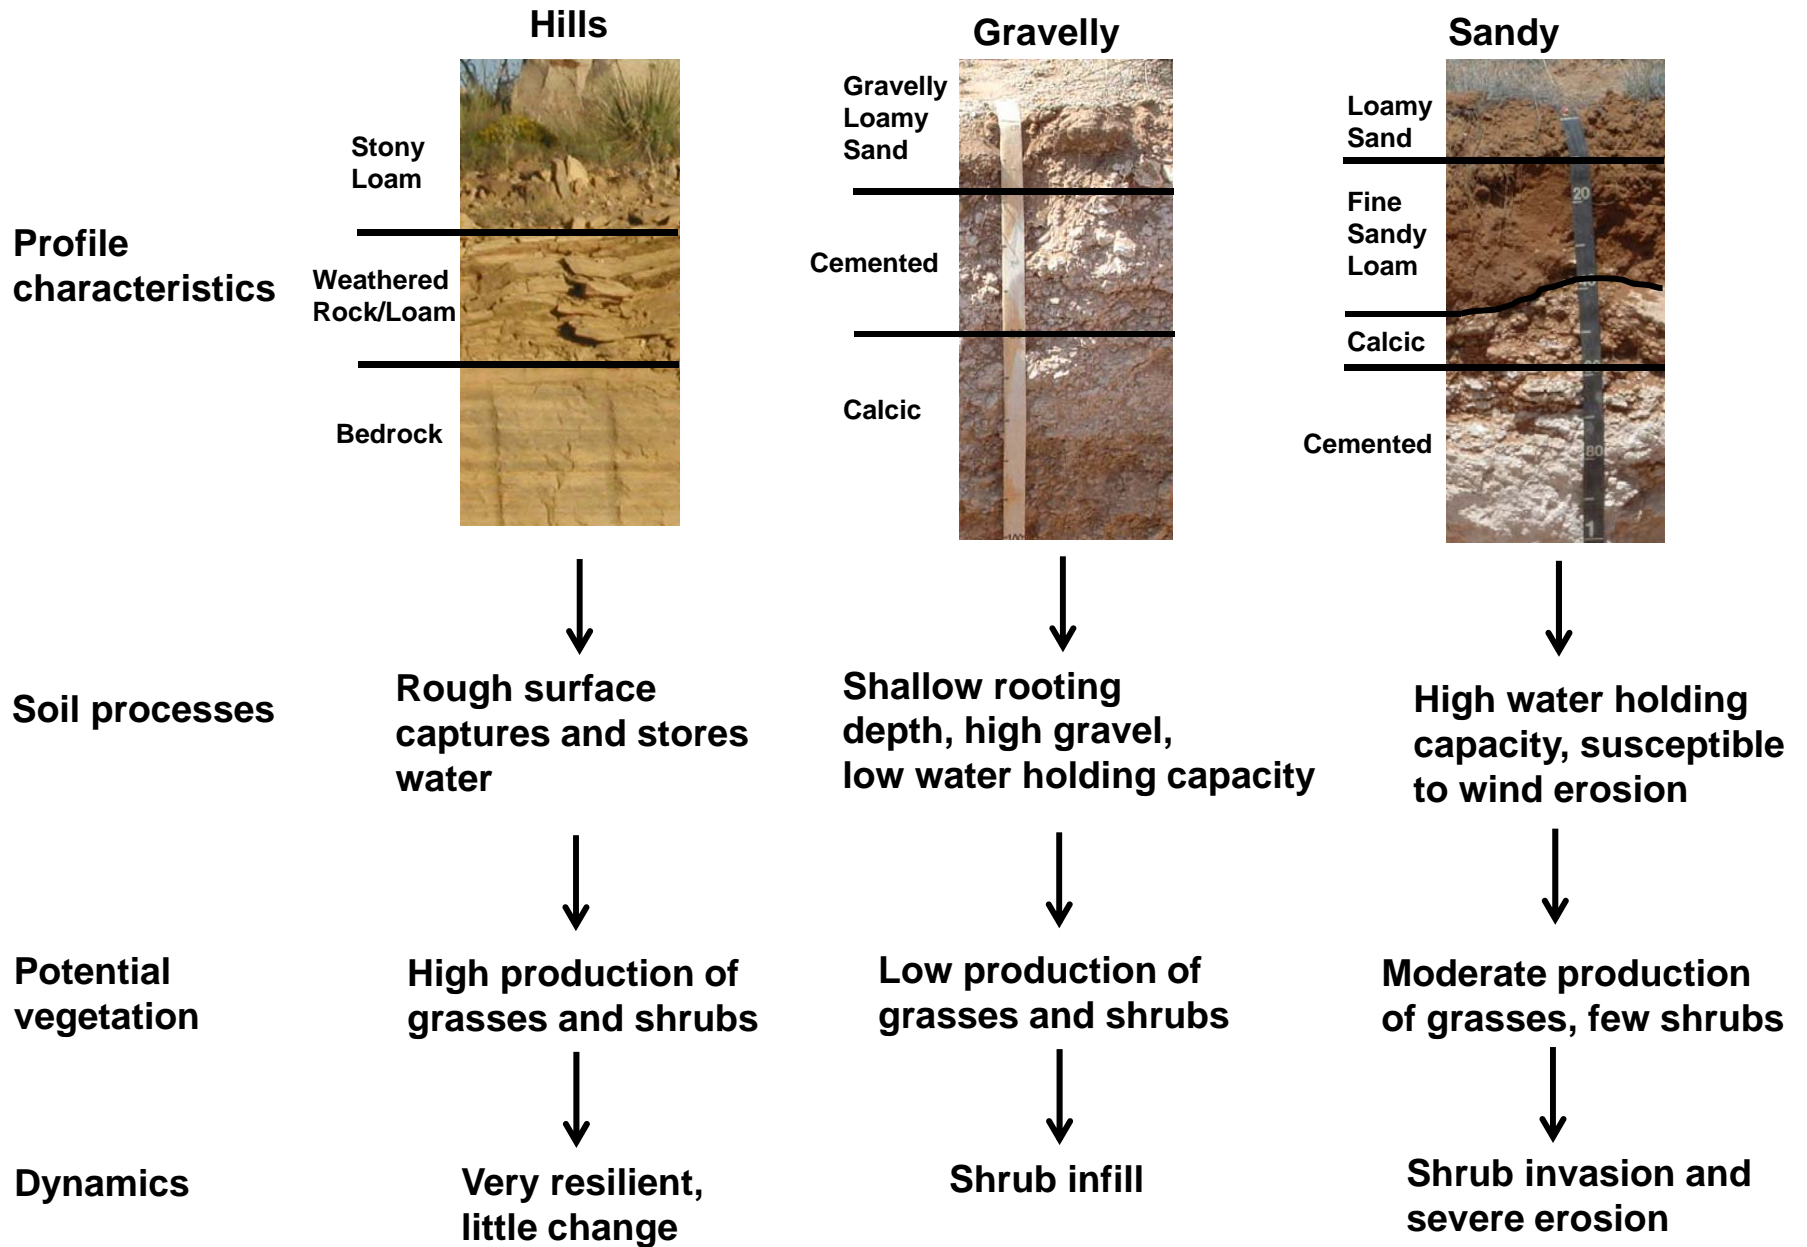 Hills
Gravelly
Sandy
Profile
characteristics
Stony
Loam
Weathered
Rock/Loam
Bedrock
Gravelly
Loamy
Sand
Cemented
Calcic
100
Loamy
Sand
Fine
Sandy
Loam
Calcic
Cemented
20
80
1
Soil processes
Rough surface
captures and stores
water
Shallow rooting
depth, high gravel,
low water holding capacity
High water holding
capacity, susceptible
to wind erosion
Potential
vegetation
High production of
grasses and shrubs
Low production of
grasses and shrubs
Moderate production
of grasses, few shrubs
Dynamics
Very resilient,
little change
Shrub infill
Shrub invasion and
severe erosion